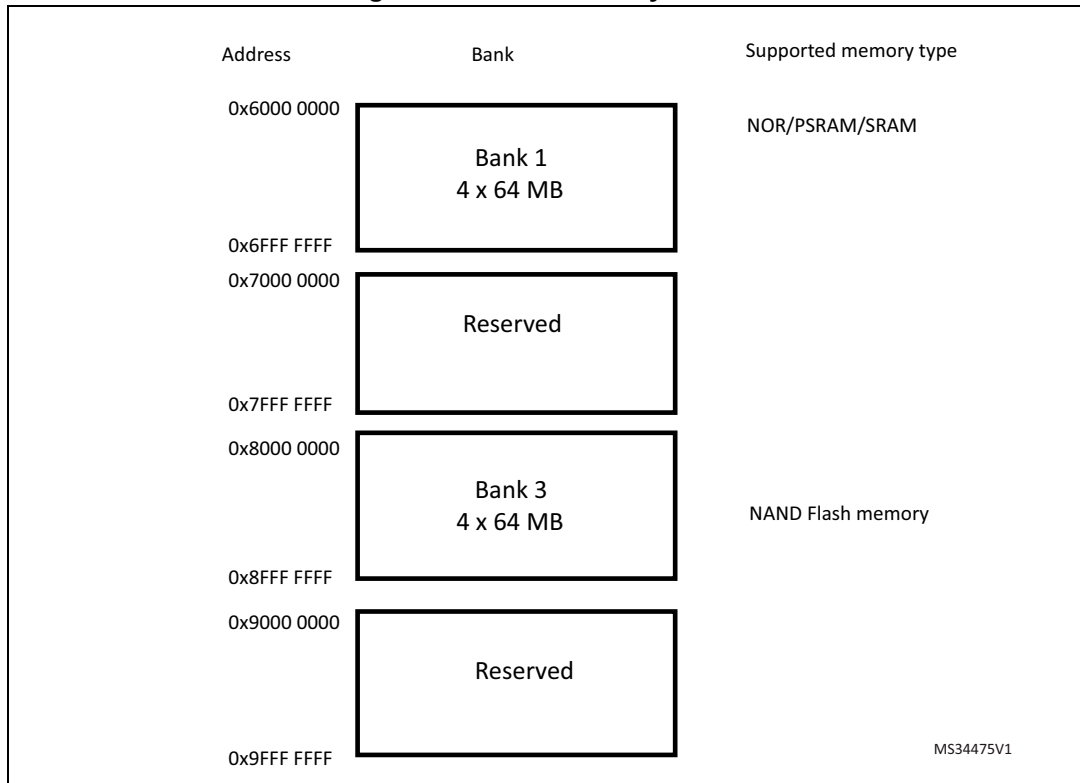 Address Bank Supported memory type
0x6000 0000
NOR/PSRAM/SRAM
Bank 1
4 x 64 MB
0x6FFF FFFF
0x7000 0000
Reserved
0x7FFF FFFF
0x8000 0000
Bank 3
4 x 64 MB
NAND Flash memory
0x8FFF FFFF
0x9000 0000
Reserved
0x9FFF FFFF
MS34475V1